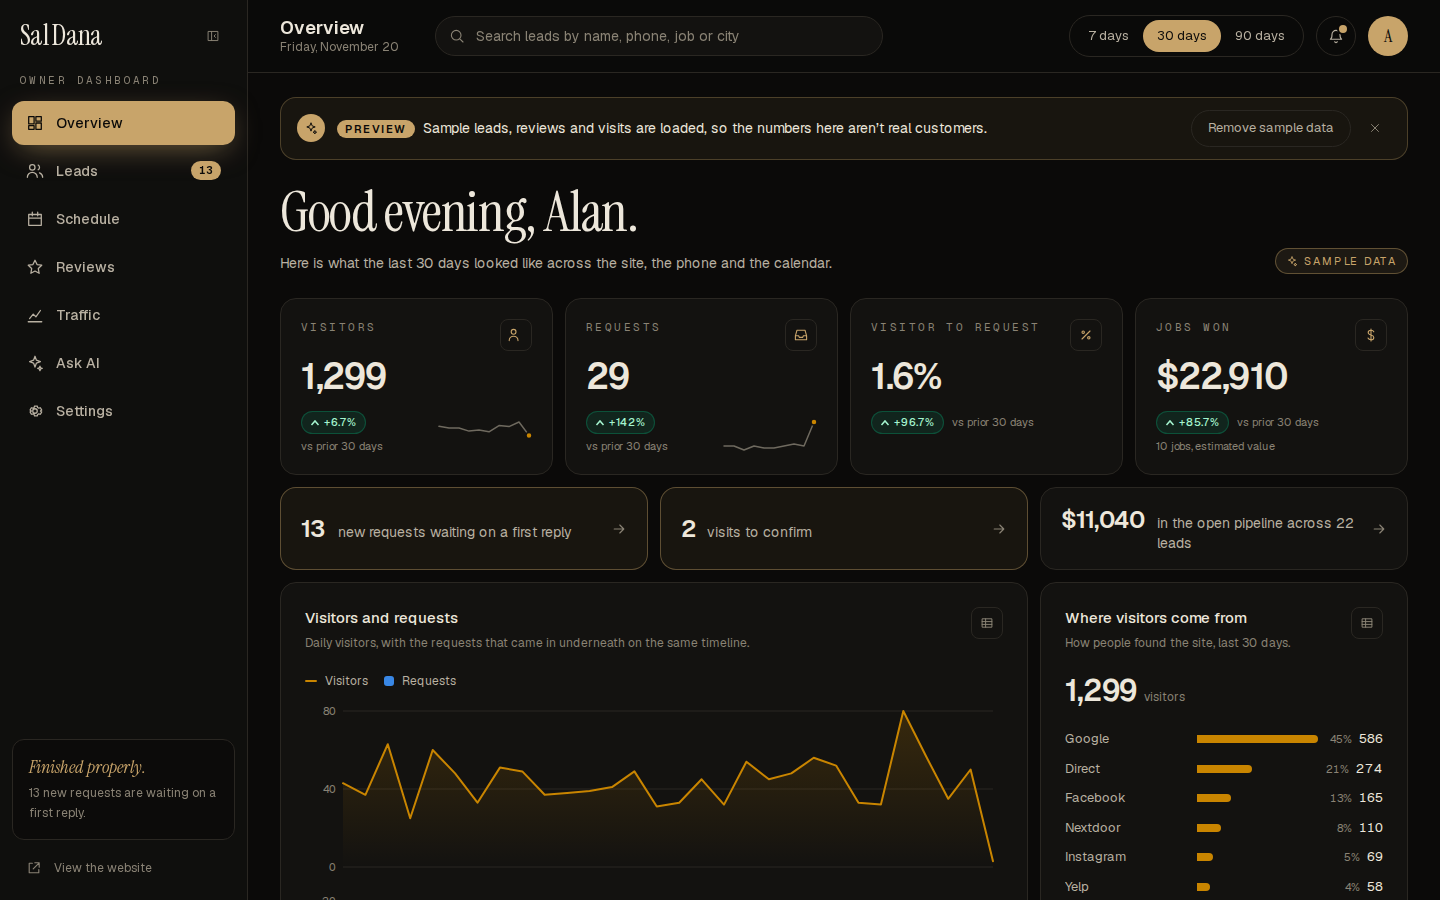 SalDana
OWNER DASHBOARD
Overview
Leads
13
Schedule
Reviews
Traffic
Ask AI
Settings
Finished properly.
13 new requests are waiting on a
first reply.
View the website
Overview
Friday, November 20
Search leads by name, phone, job or city
7 days
30 days
90 days
A
PREVIEW
Sample leads, reviews and visits are loaded, so the numbers here aren't real customers.
Remove sample data
Good evening, Alan.
Here is what the last 30 days looked like across the site, the phone and the calendar.
SAMPLE DATA
VISITORS
1,299
+6.7%
vs prior 30 days
REQUESTS
29
+142%
vs prior 30 days
VISITOR TO REQUEST
%
1.6%
+96.7%
vs prior 30 days
JOBS WON
$
$22,910
+85.7%
vs prior 30 days
10 jobs, estimated value
13 new requests waiting on a first reply
2 visits to confirm
$11,040 in the open pipeline across 22
leads
Visitors and requests
Daily visitors, with the requests that came in underneath on the same timeline.
Visitors
Requests
80
40
0
Where visitors come from
How people found the site, last 30 days.
1,299 visitors
Google 45% 586
Direct 21% 274
Facebook 13% 165
Nextdoor 8% 110
Instagram 5% 69
Yelp 4% 58